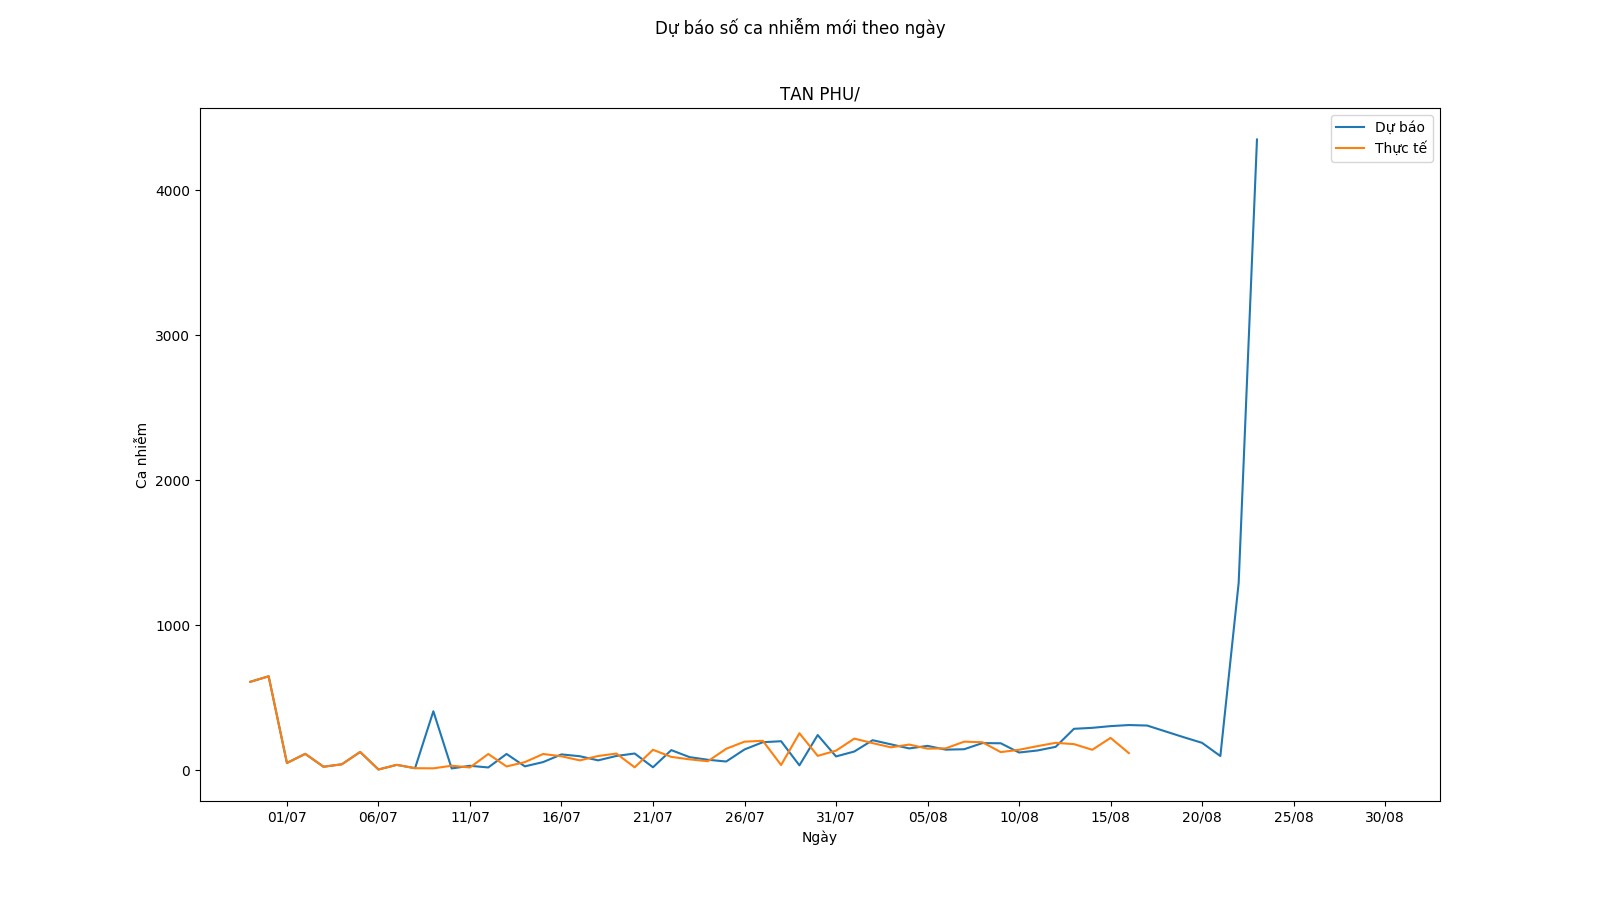 Dự báo số ca nhiễm mới theo ngày
TAN PHU/
Dự báo
Thực tế
Ca nhiễm
4000
3000
2000
1000
0
01/07 06/07 11/07 16/07 21/07 26/07 31/07 05/08 10/08 15/08 20/08 25/08 30/08
Ngày